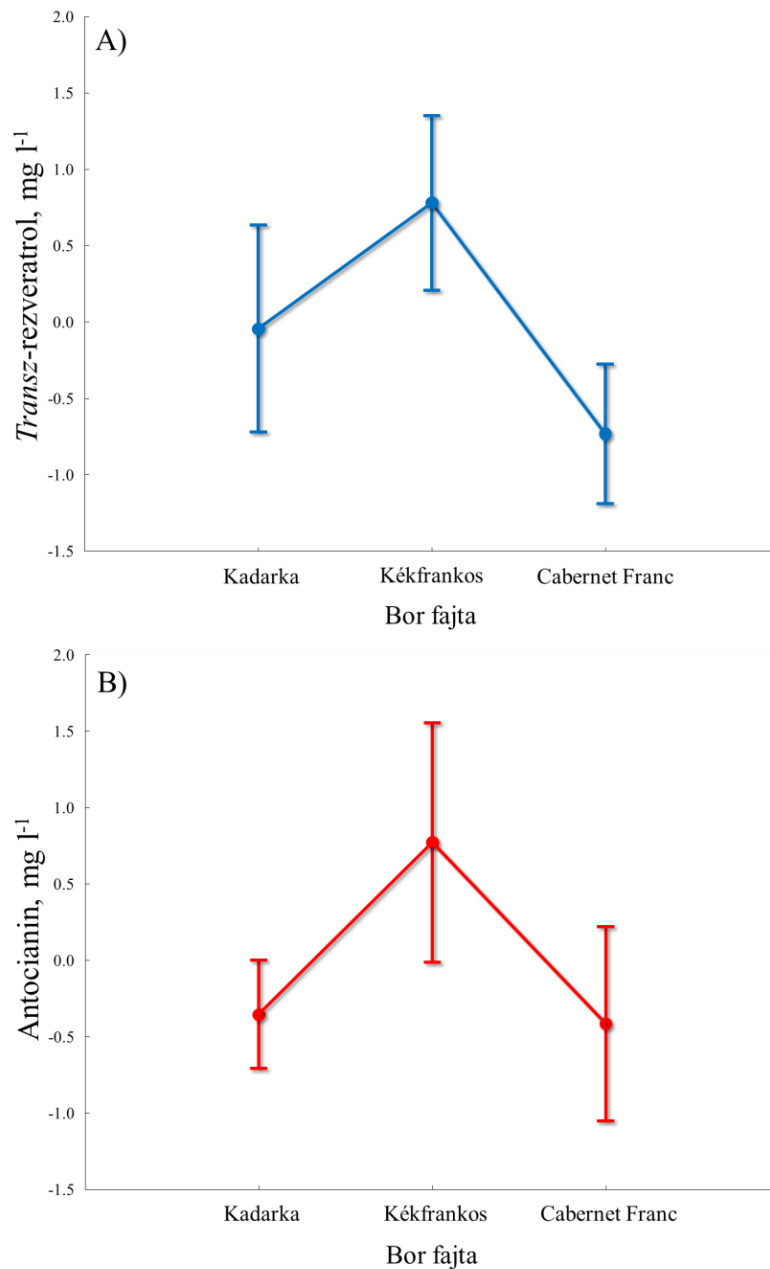 A)
2.0
1.5
1.0
0.5
0.0
-0.5
-1.0
-1.5
Transz-rezveratrol, mg l-1
Kadarka Kékfrankos Cabernet Franc
Bor fajta
B)
2.0
1.5
1.0
0.5
0.0
-0.5
-1.0
-1.5
Antocianin, mg l-1
Kadarka Kékfrankos Cabernet Franc
Bor fajta